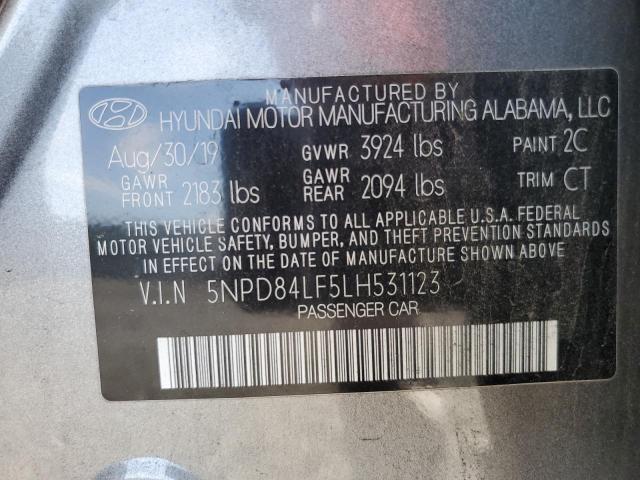 MANUFACTURED BY
HYUNDAI MOTOR MANUFACTURING ALABAMA, LLC
Aug/30/19 GVWR 3924 lbs PAINT 2C
GAWR FRONT 2183 lbs GAWR REAR 2094 lbs TRIM CT
THIS VEHICLE CONFORMS TO ALL APPLICABLE U.S.A. FEDERAL
MOTOR VEHICLE SAFETY, BUMPER, AND THEFT PREVENTION STANDARDS
IN EFFECT ON THE DATE OF MANUFACTURE SHOWN ABOVE
V.I.N 5NPD84LF5LH531123
PASSENGER CAR